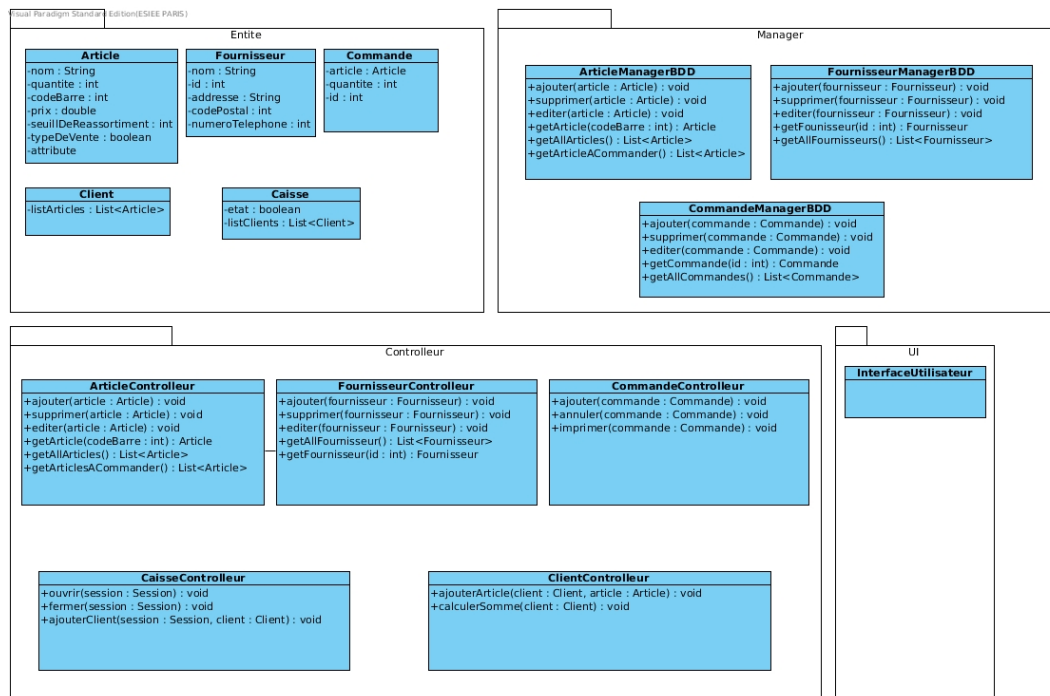 Visual Paradigm Standard Edition(ESIEE PARIS)
Entite
Article
-nom : String
-quantite : int
-codeBarre : int
-prix : double
-seuilDeReassortiment : int
-typeDeVente : boolean
-attribute
Fournisseur
-nom : String
-id : int
-addresse : String
-codePostal : int
-numeroTelephone : int
Commande
-article : Article
-quantite : int
-id : int
Client
-listArticles : List<Article>
Caisse
-etat : boolean
-listClients : List<Client>
Manager
ArticleManagerBDD
+ajouter(article : Article) : void
+supprimer(article : Article) : void
+editer(article : Article) : void
+getArticle(codeBarre : int) : Article
+getAllArticles() : List<Article>
+getArticleACommander() : List<Article>
FournisseurManagerBDD
+ajouter(fournisseur : Fournisseur) : void
+supprimer(fournisseur : Fournisseur) : void
+editer(fournisseur : Fournisseur) : void
+getFounisseur(id : int) : Fournisseur
+getAllFournisseurs() : List<Fournisseur>
CommandeManagerBDD
+ajouter(commande : Commande) : void
+supprimer(commande : Commande) : void
+editer(commande : Commande) : void
+getCommande(id : int) : Commande
+getAllCommandes() : List<Commande>
Controlleur
ArticleControlleur
+ajouter(article : Article) : void
+supprimer(article : Article) : void
+editer(article : Article) : void
+getArticle(codeBarre : int) : Article
+getAllArticles() : List<Article>
+getArticlesACommander() : List<Article>
FournisseurControlleur
+ajouter(fournisseur : Fournisseur) : void
+supprimer(fournisseur : Fournisseur) : void
+editer(fournisseur : Fournisseur) : void
+getAllFournisseur() : List<Fournisseur>
+getFournisseur(id : int) : Fournisseur
CommandeControlleur
+ajouter(commande : Commande) : void
+annuler(commande : Commande) : void
+imprimer(commande : Commande) : void
CaisseControlleur
+ouvrir(session : Session) : void
+fermer(session : Session) : void
+ajouterClient(session : Session, client : Client) : void
ClientControlleur
+ajouterArticle(client : Client, article : Article) : void
+calculerSomme(client : Client) : void
UI
InterfaceUtilisateur